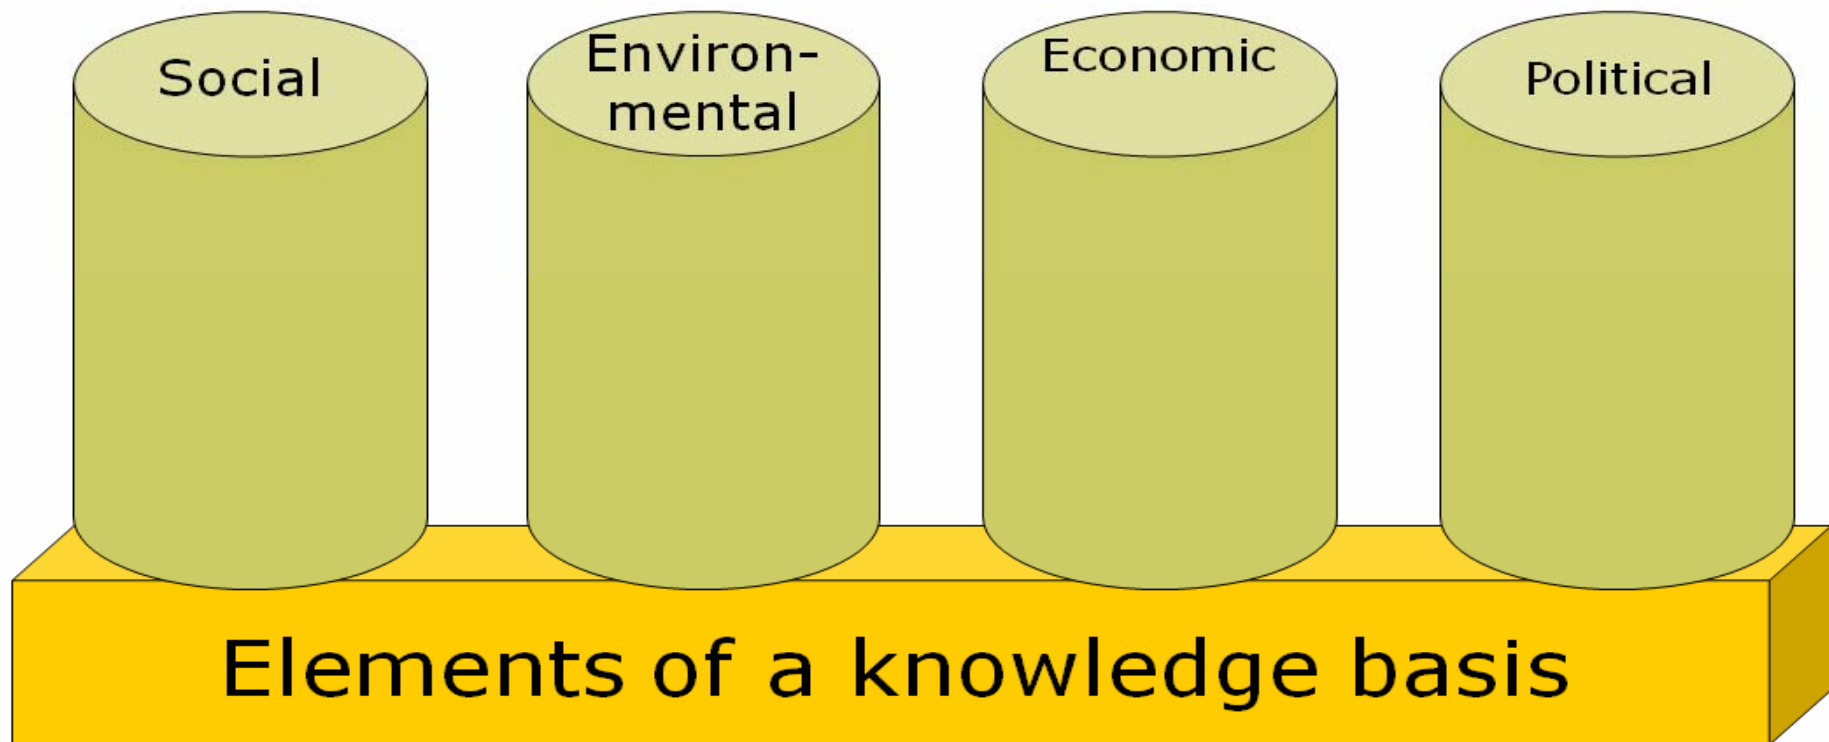 Social
Environ-
mental
Economic
Political
Elements of a knowledge basis